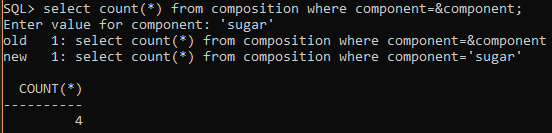 SQL> select count(*) from composition where component=&component;
Enter value for component: 'sugar'
old   1: select count(*) from composition where component=&component
new   1: select count(*) from composition where component='sugar'
  COUNT(*)
----------
         4